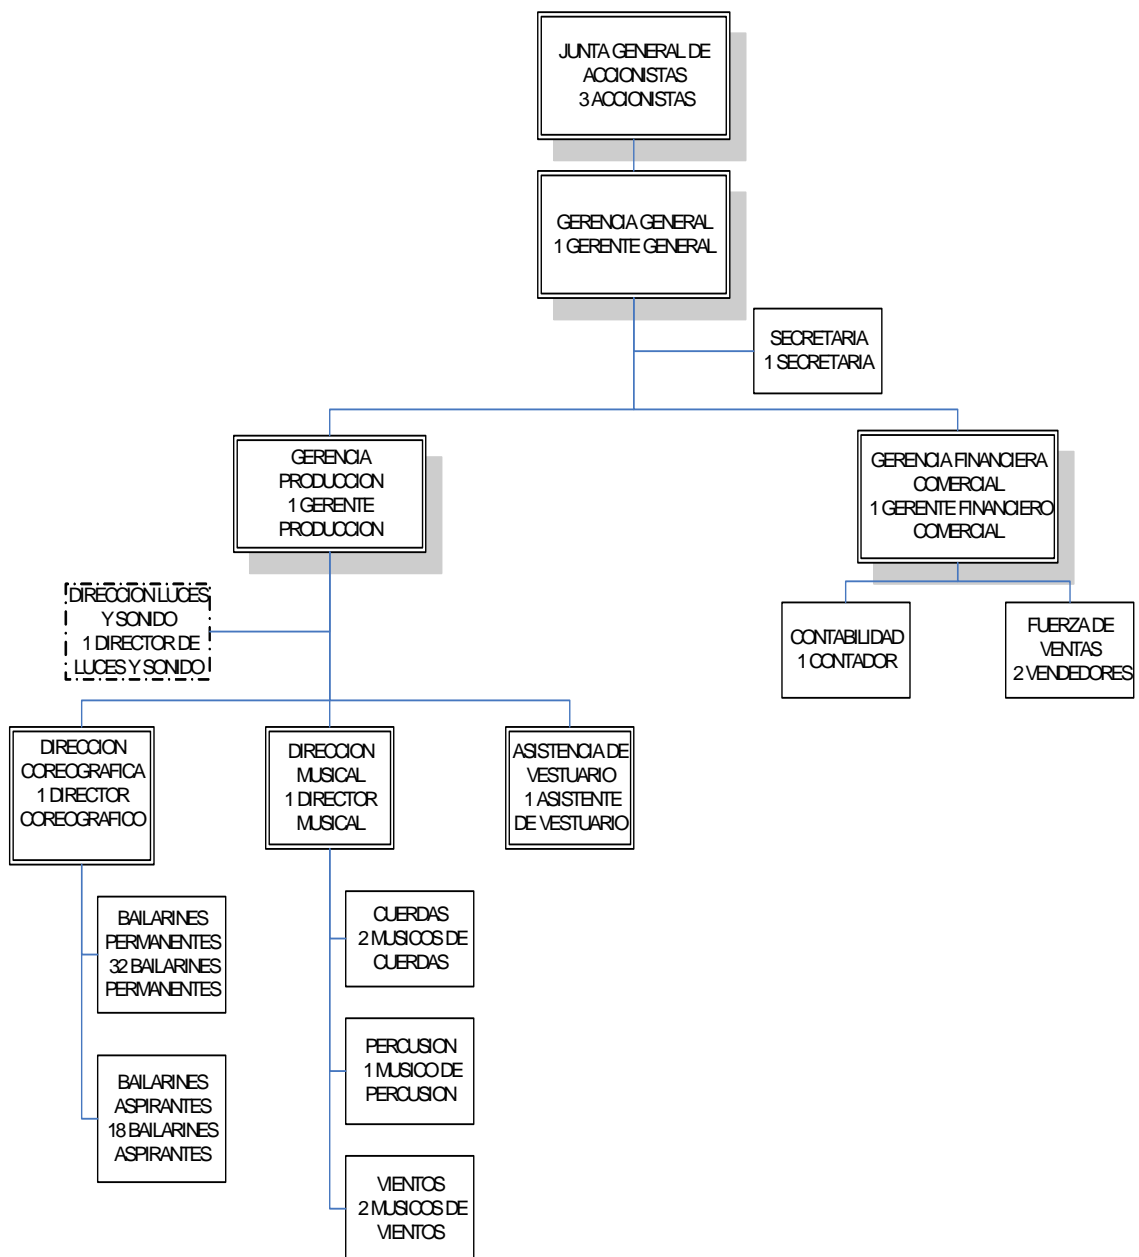 JUNTA GENERAL DE
ACCIONISTAS
3 ACCIONISTAS
GERENCIA GENERAL
1 GERENTE GENERAL
SECRETARIA
1 SECRETARIA
GERENCIA
PRODUCCION
1 GERENTE
PRODUCCION
GERENCIA FINANCIERA
COMERCIAL
1 GERENTE FINANCIERO
COMERCIAL
DIRECCION LUCES
Y SONIDO
1 DIRECTOR DE
LUCES Y SONIDO
CONTABILIDAD
1 CONTADOR
FUERZA DE
VENTAS
2 VENDEDORES
DIRECCION
COREOGRAFICA
1 DIRECTOR
COREOGRAFICO
DIRECCION
MUSICAL
1 DIRECTOR
MUSICAL
ASISTENCIA DE
VESTUARIO
1 ASISTENTE
DE VESTUARIO
BAILARINES
PERMANENTES
32 BAILARINES
PERMANENTES
CUERDAS
2 MUSICOS DE
CUERDAS
PERCUSION
1 MUSICO DE
PERCUSION
BAILARINES
ASPIRANTES
18 BAILARINES
ASPIRANTES
VIENTOS
2 MUSICOS DE
VIENTOS